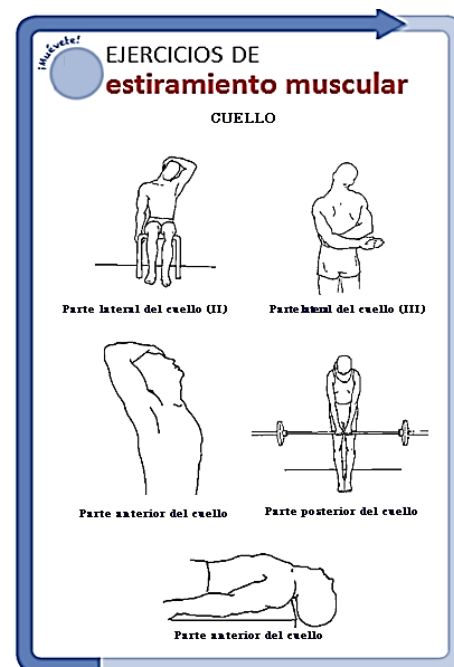 ¡Muévete!
EJERCICIOS DE
estiramiento muscular
CUELLO
Parte lateral del cuello (II)
Parte lateral del cuello (III)
Parte anterior del cuello
Parte posterior del cuello
Parte anterior del cuello